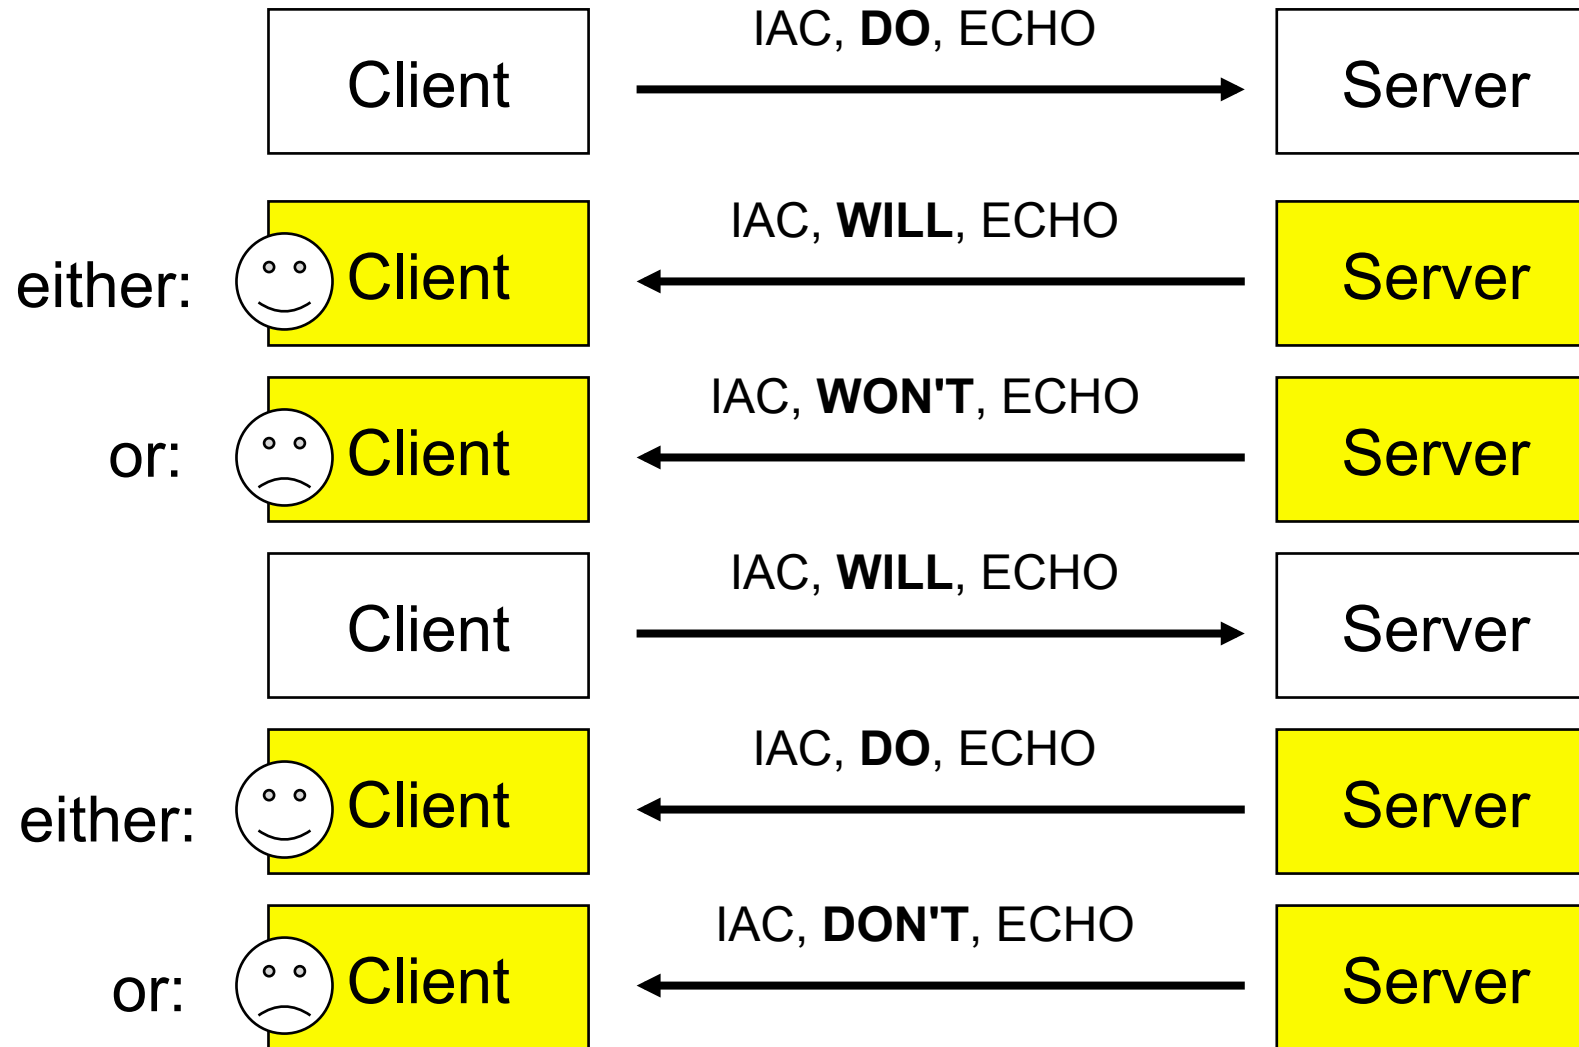 IAC, DO, ECHO
Client Server
IAC, WILL, ECHO
either: Client Server
IAC, WON'T, ECHO
or: Client Server
IAC, WILL, ECHO
Client Server
IAC, DO, ECHO
either: Client Server
IAC, DON'T, ECHO
or: Client Server